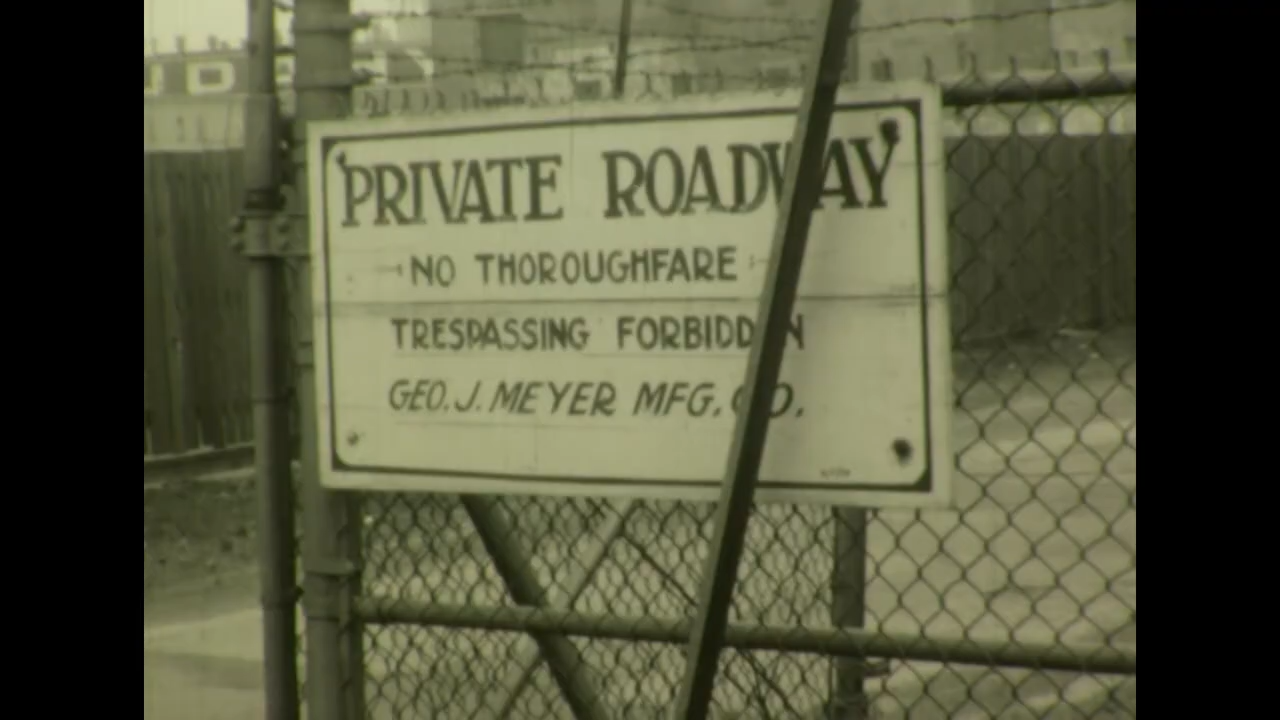 PRIVATE ROADWAY
NO THOROUGHFARE
TRESPASSING FORBIDDEN
GEO. J. MEYER MFG. CO.